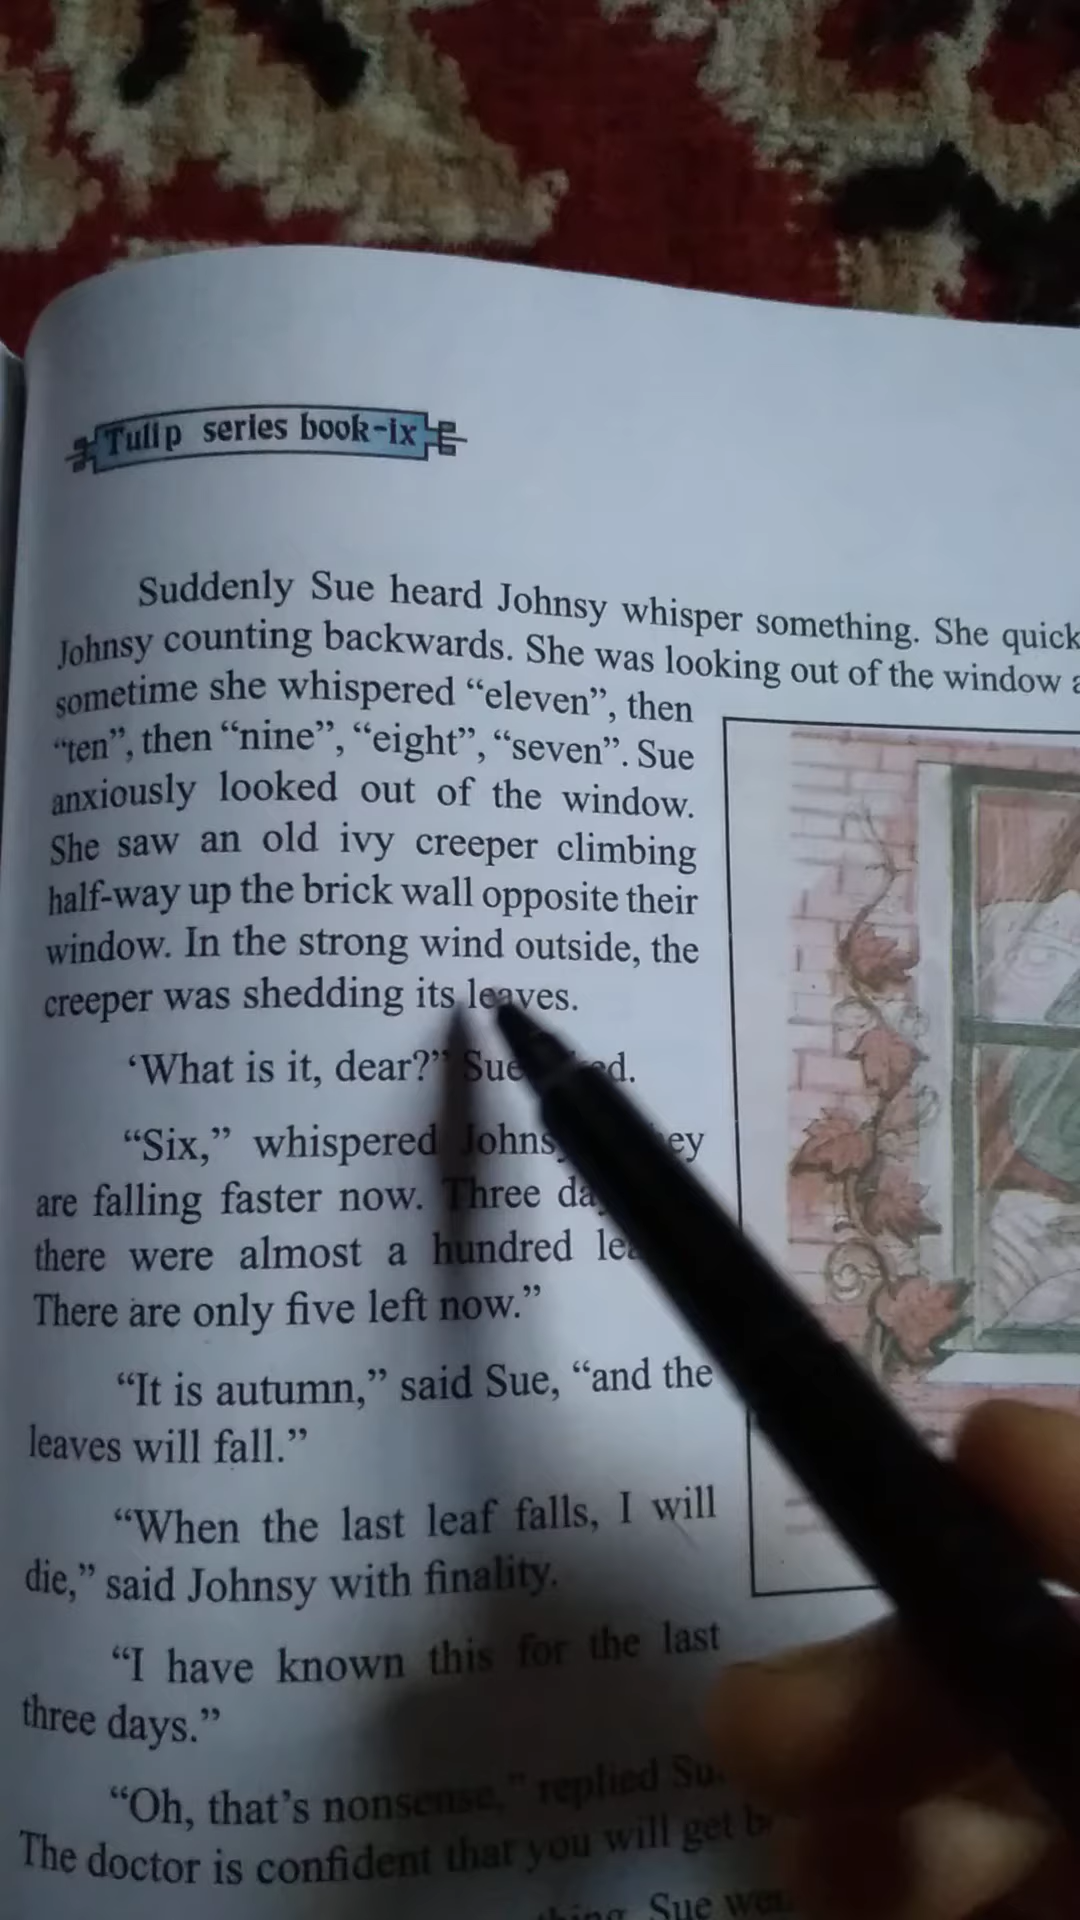 Tulip series book-ix
Suddenly Sue heard Johnsy whisper something. She quick
Johnsy counting backwards. She was looking out of the window
sometime she whispered “eleven”, then
“ten”, then “nine”, “eight”, “seven”. Sue
anxiously looked out of the window.
She saw an old ivy creeper climbing
half-way up the brick wall opposite their
window. In the strong wind outside, the
creeper was shedding its leaves.
‘What is it, dear?” Sue
“Six,” whispered
are falling faster now. Three
there were almost a hundred
There are only five left now.”
“It is autumn,” said Sue, “and the
leaves will fall.”
“When the last leaf falls, I will
die,” said Johnsy with finality.
“I have known this for the last
three days.”
“Oh, that’s nonsense,” replied
The doctor is confident that you will get
Sue